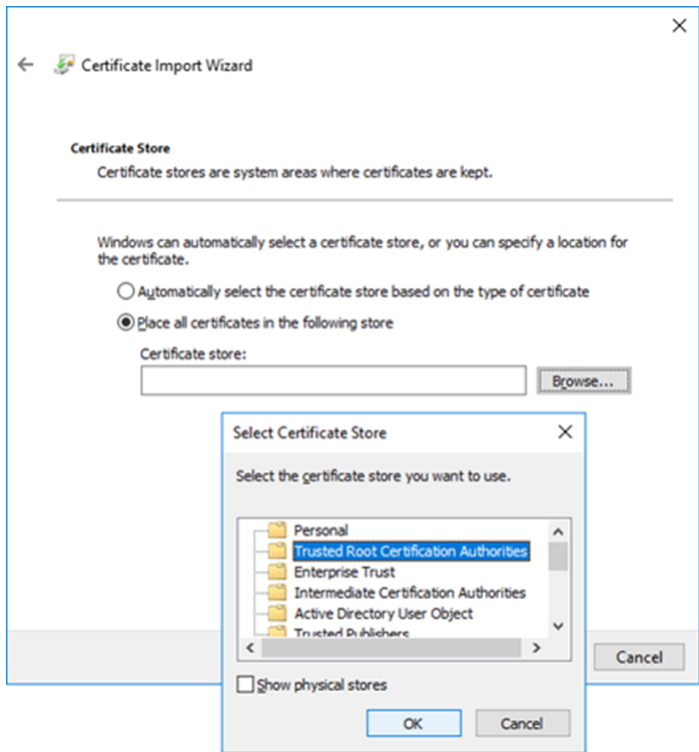 Certificate Import Wizard
Certificate Store
Certificate stores are system areas where certificates are kept.
Windows can automatically select a certificate store, or you can specify a location for
the certificate.
Automatically select the certificate store based on the type of certificate
Place all certificates in the following store
Certificate store:
Browse...
Select Certificate Store
Select the certificate store you want to use.
Personal
Trusted Root Certification Authorities
Enterprise Trust
Intermediate Certification Authorities
Active Directory User Object
Trusted Publishers
Cancel
Show physical stores
OK
Cancel